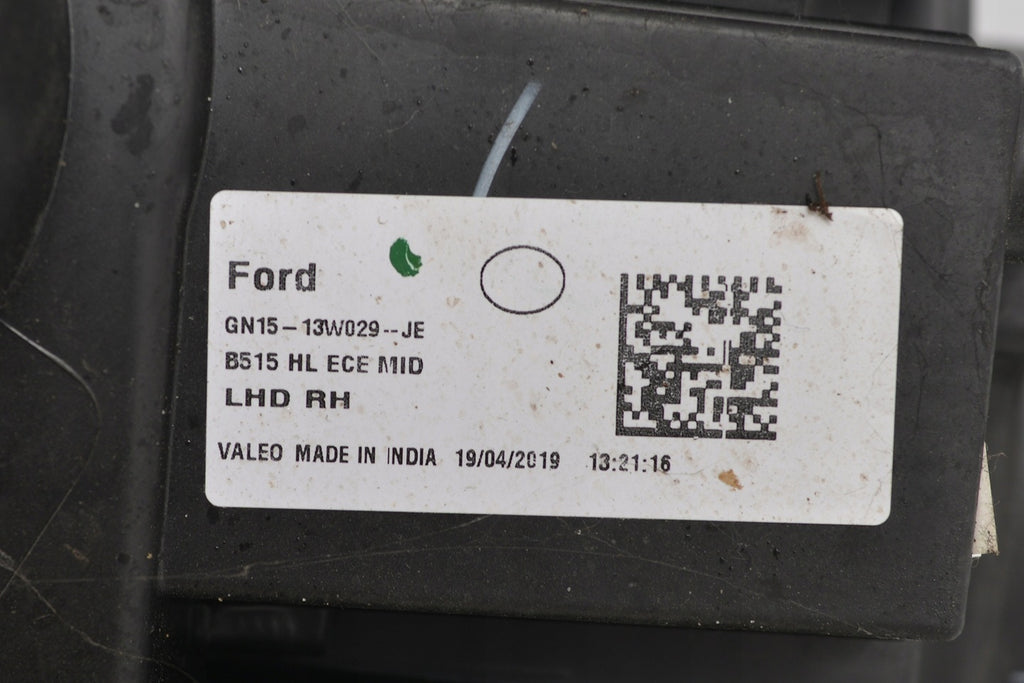 Ford
GN15-13W029--JE
B515 HL ECE MID
LHD RH
VALEO MADE IN INDIA 19/04/2019 13:21:16